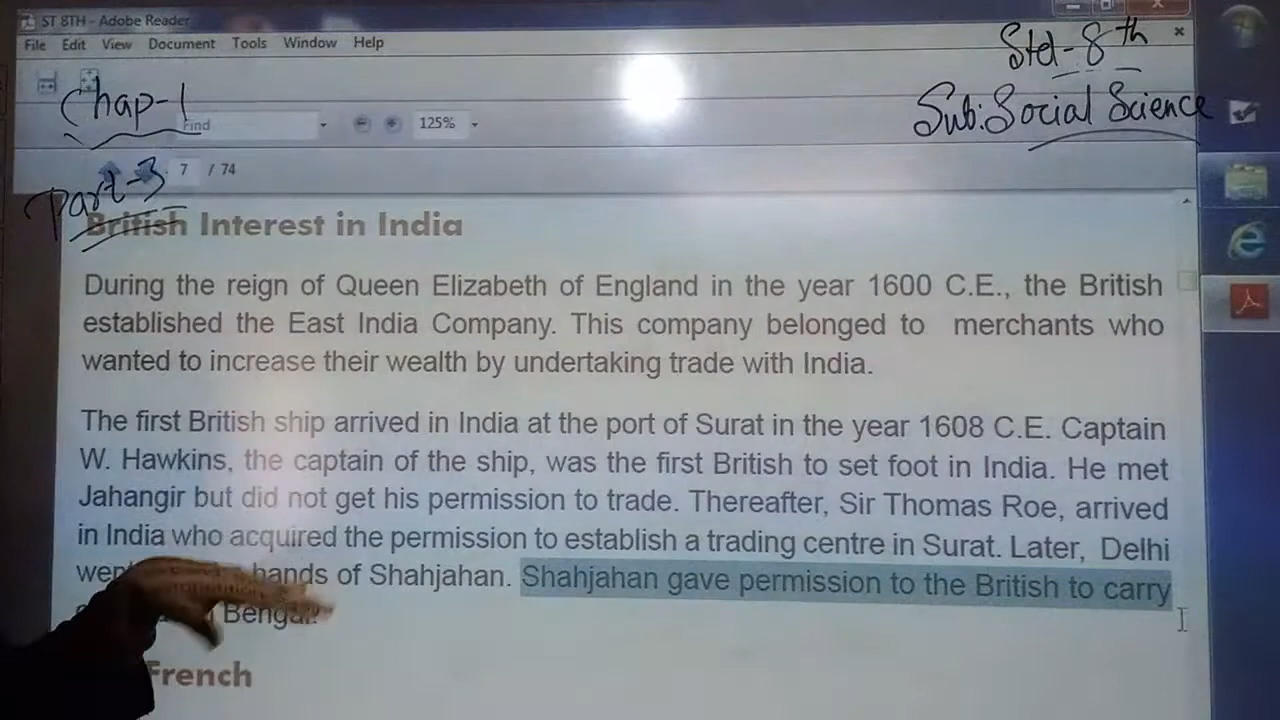 ST 8TH - Adobe Reader
File Edit View Document Tools Window Help
Std-8th
Chap-1
Sub: Social Science
Find 125%
Part-3
7 / 74
British Interest in India
During the reign of Queen Elizabeth of England in the year 1600 C.E., the British
established the East India Company. This company belonged to merchants who
wanted to increase their wealth by undertaking trade with India.
The first British ship arrived in India at the port of Surat in the year 1608 C.E. Captain
W. Hawkins, the captain of the ship, was the first British to set foot in India. He met
Jahangir but did not get his permission to trade. Thereafter, Sir Thomas Roe, arrived
in India who acquired the permission to establish a trading centre in Surat. Later, Delhi
hands of Shahjahan. Shahjahan gave permission to the British to carry
French